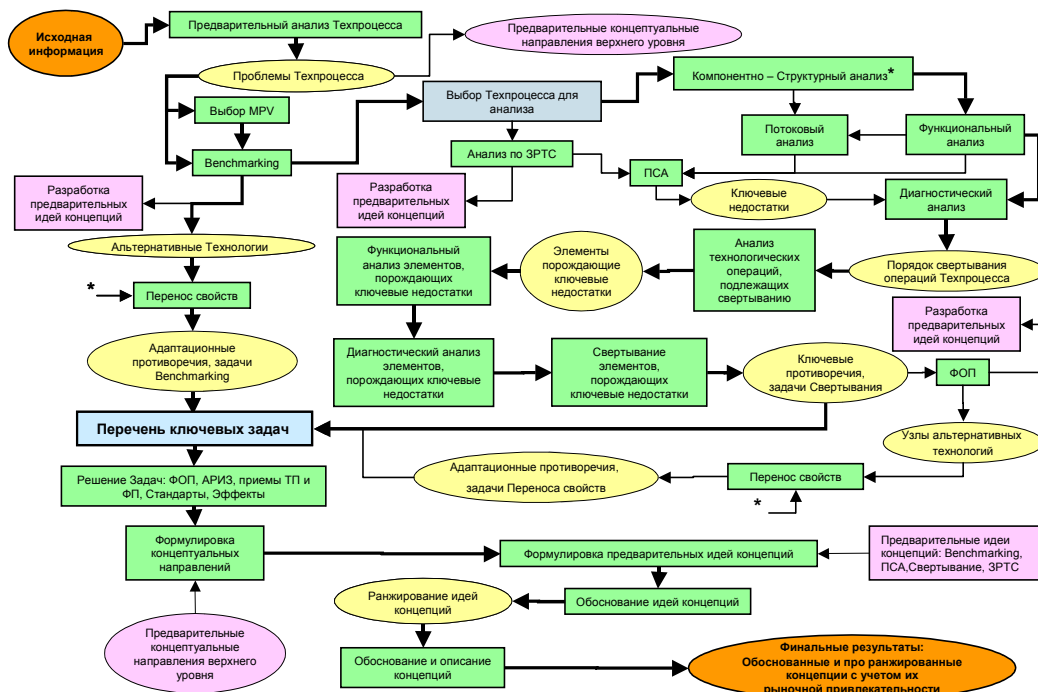 Исходная
информация
Предварительный анализ Техпроцесса
Предварительные концептуальные
направления верхнего уровня
Проблемы Техпроцесса
Компонентно – Структурный анализ*
Выбор MPV
Выбор Техпроцесса для
анализа
Потоковый
анализ
Функциональный
анализ
Benchmarking
Анализ по ЗРТС
ПСА
Разработка
предварительных
идей концепций
Разработка
предварительных
идей концепций
Ключевые
недостатки
Диагностический
анализ
Альтернативные Технологии
Функциональный
анализ элементов,
порождающих
ключевые недостатки
Элементы
порождающие
ключевые
недостатки
Анализ
технологических
операций,
подлежащих
свертыванию
Порядок свертывания
операций Техпроцесса
*
Перенос свойств
Разработка
предварительных
идей концепций
Адаптационные
противоречия, задачи
Benchmarking
Диагностический анализ
элементов,
порождающих ключевые
недостатки
Свертывание
элементов,
порождающих
ключевые недостатки
Ключевые
противоречия,
задачи Свертывания
ФОП
Перечень ключевых задач
Узлы альтернативных
технологий
Решение Задач: ФОП, АРИЗ, приемы ТП и
ФП, Стандарты, Эффекты
Адаптационные противоречия,
задачи Переноса свойств
Перенос свойств
*
Формулировка
концептуальных
направлений
Формулировка предварительных идей концепций
Предварительные идеи
концепций: Benchmarking,
ПСА,Свертывание, ЗРТС
Ранжирование идей
концепций
Обоснование идей концепций
Предварительные
концептуальные
направления верхнего
уровня
Обоснование и описание
концепций
Финальные результаты:
Обоснованные и про ранжированные
концепции с учетом их
рыночной привлекательности